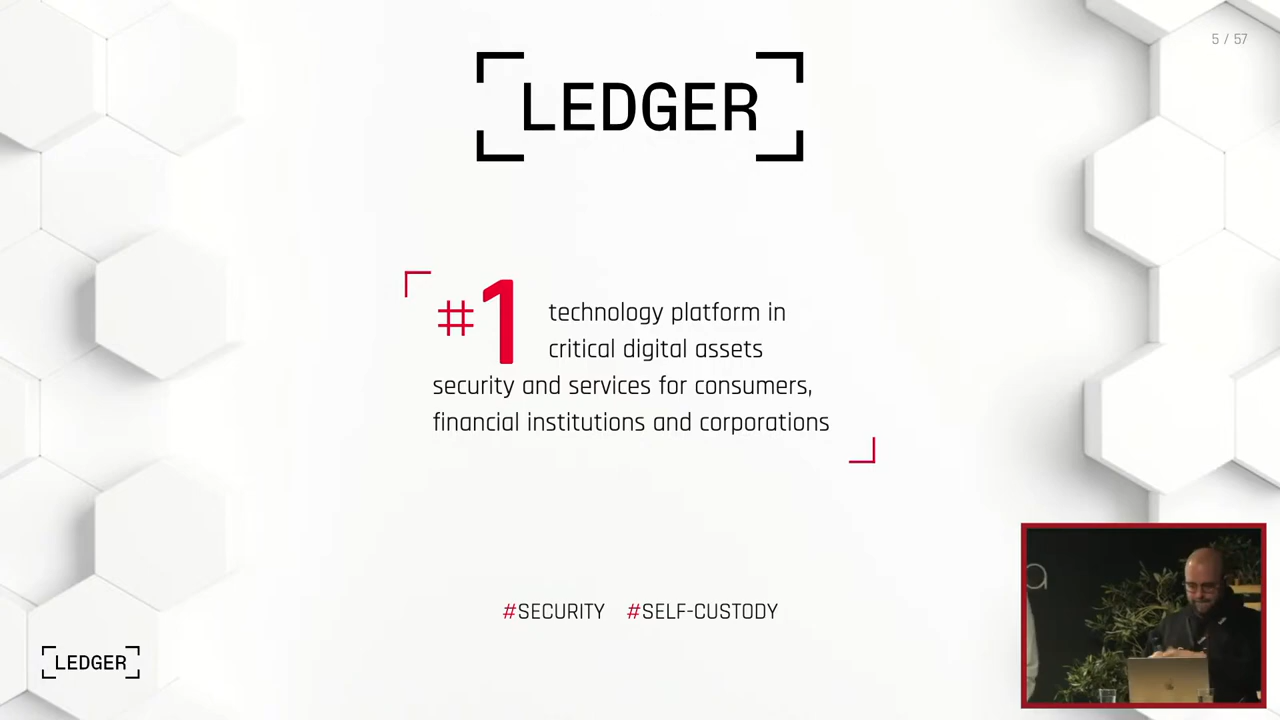 5 / 57
LEDGER
#1 technology platform in
critical digital assets
security and services for consumers,
financial institutions and corporations
#SECURITY #SELF-CUSTODY
LEDGER
a